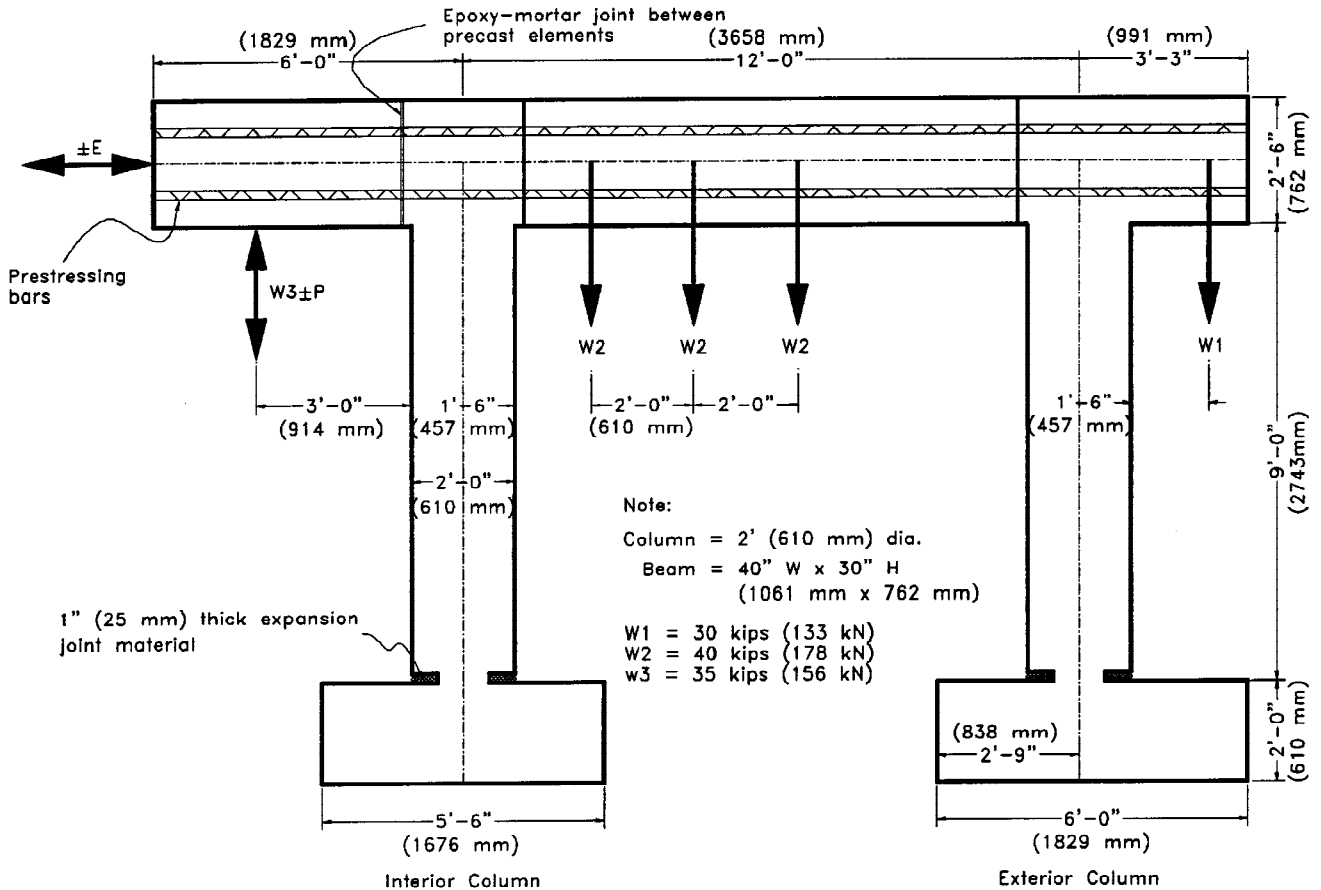 Epoxy-mortar joint between
precast elements
(1829 mm)
6'-0"
(3658 mm)
12'-0"
(991 mm)
3'-3"
±E
2'-6"
(762 mm)
Prestressing
bars
W3±P
W2
W2
W2
W1
3'-0"
(914 mm)
1'-6"
(457 mm)
2'-0"
(610 mm)
2'-0"
1'-6"
(457 mm)
2'-0"
(610 mm)
9'-0"
(2743mm)
Note:
Column = 2' (610 mm) dia.
Beam = 40" W x 30" H
(1061 mm x 762 mm)
W1 = 30 kips (133 kN)
W2 = 40 kips (178 kN)
w3 = 35 kips (156 kN)
1" (25 mm) thick expansion
joint material
(838 mm)
2'-9"
2'-0"
(610 mm)
5'-6"
(1676 mm)
6'-0"
(1829 mm)
Interior Column
Exterior Column